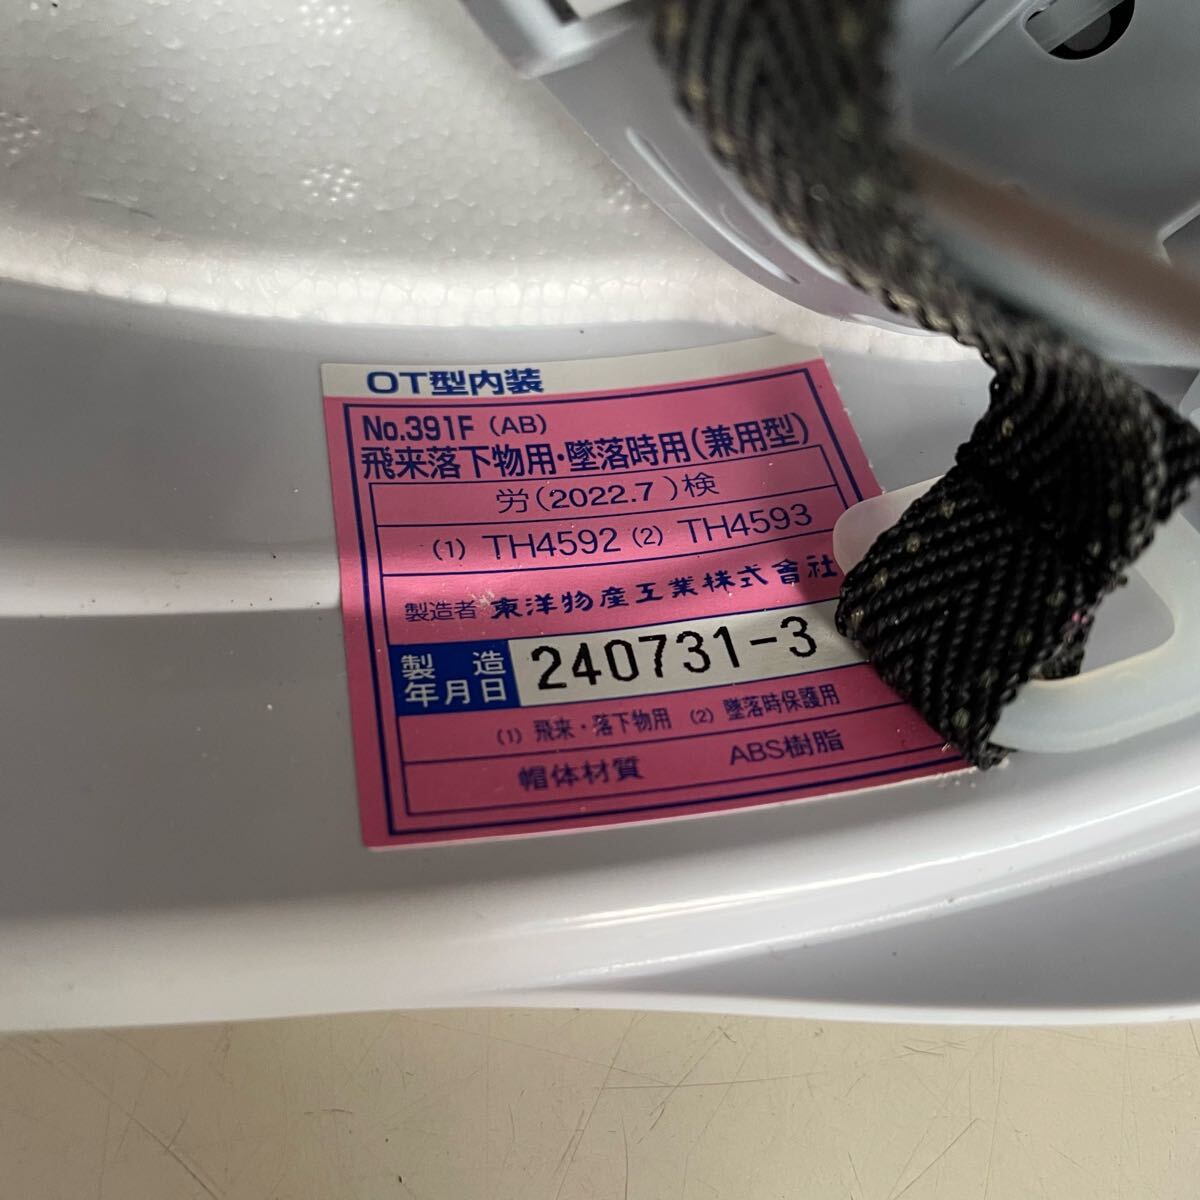 OT型内装
No.391F (AB)
飛来落下物用・墜落時用(兼用型)
労(2022.7)検
(1) TH4592 (2) TH4593
製造者 東洋物産工業株式會社
製造年月日 240731-3
(1) 飛来・落下物用 (2) 墜落時保護用
帽体材質 ABS樹脂